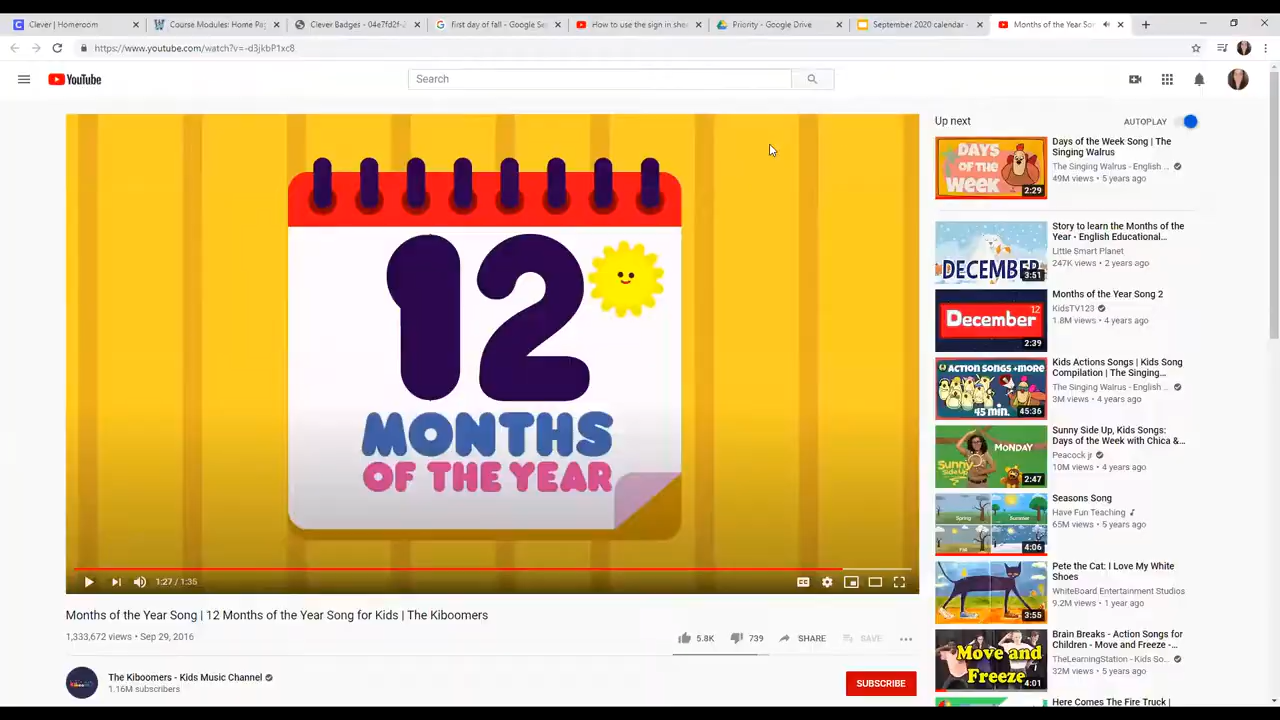 Clever | Homeroom
Course Modules: Home Pa
Clever Badges - 04e7fd2f-2
first day of fall - Google Se
How to use the sign in shee
Priority - Google Drive
September 2020 calendar -
Months of the Year Son
https://www.youtube.com/watch?v=-d3jkbP1xc8
YouTube
Search
12
MONTHS
OF THE YEAR
1:27 / 1:35
CC
Months of the Year Song | 12 Months of the Year Song for Kids | The Kiboomers
1,333,672 views • Sep 29, 2016
5.8K
739
SHARE
SAVE
The Kiboomers - Kids Music Channel
1.16M subscribers
SUBSCRIBE
Up next
AUTOPLAY
DAYS
OF THE
WEEK
2:29
Days of the Week Song | The
Singing Walrus
The Singing Walrus - English ...
49M views • 5 years ago
DECEMBER
3:51
Story to learn the Months of the
Year - English Educational...
Little Smart Planet
247K views • 2 years ago
12
December
2:39
Months of the Year Song 2
KidsTV123
1.8M views • 4 years ago
ACTION SONGS +MORE
45 min.
45:36
Kids Actions Songs | Kids Song
Compilation | The Singing...
The Singing Walrus - English ...
3M views • 4 years ago
MONDAY
Sunny
Side UP
2:47
Sunny Side Up, Kids Songs:
Days of the Week with Chica &...
Peacock jr
10M views • 4 years ago
Spring
Summer
Fall
4:06
Seasons Song
Have Fun Teaching
65M views • 5 years ago
3:55
Pete the Cat: I Love My White
Shoes
WhiteBoard Entertainment Studios
9.2M views • 1 year ago
Move and
Freeze
4:01
Brain Breaks - Action Songs for
Children - Move and Freeze -...
TheLearningStation - Kids So...
32M views • 5 years ago
Here Comes The Fire Truck |